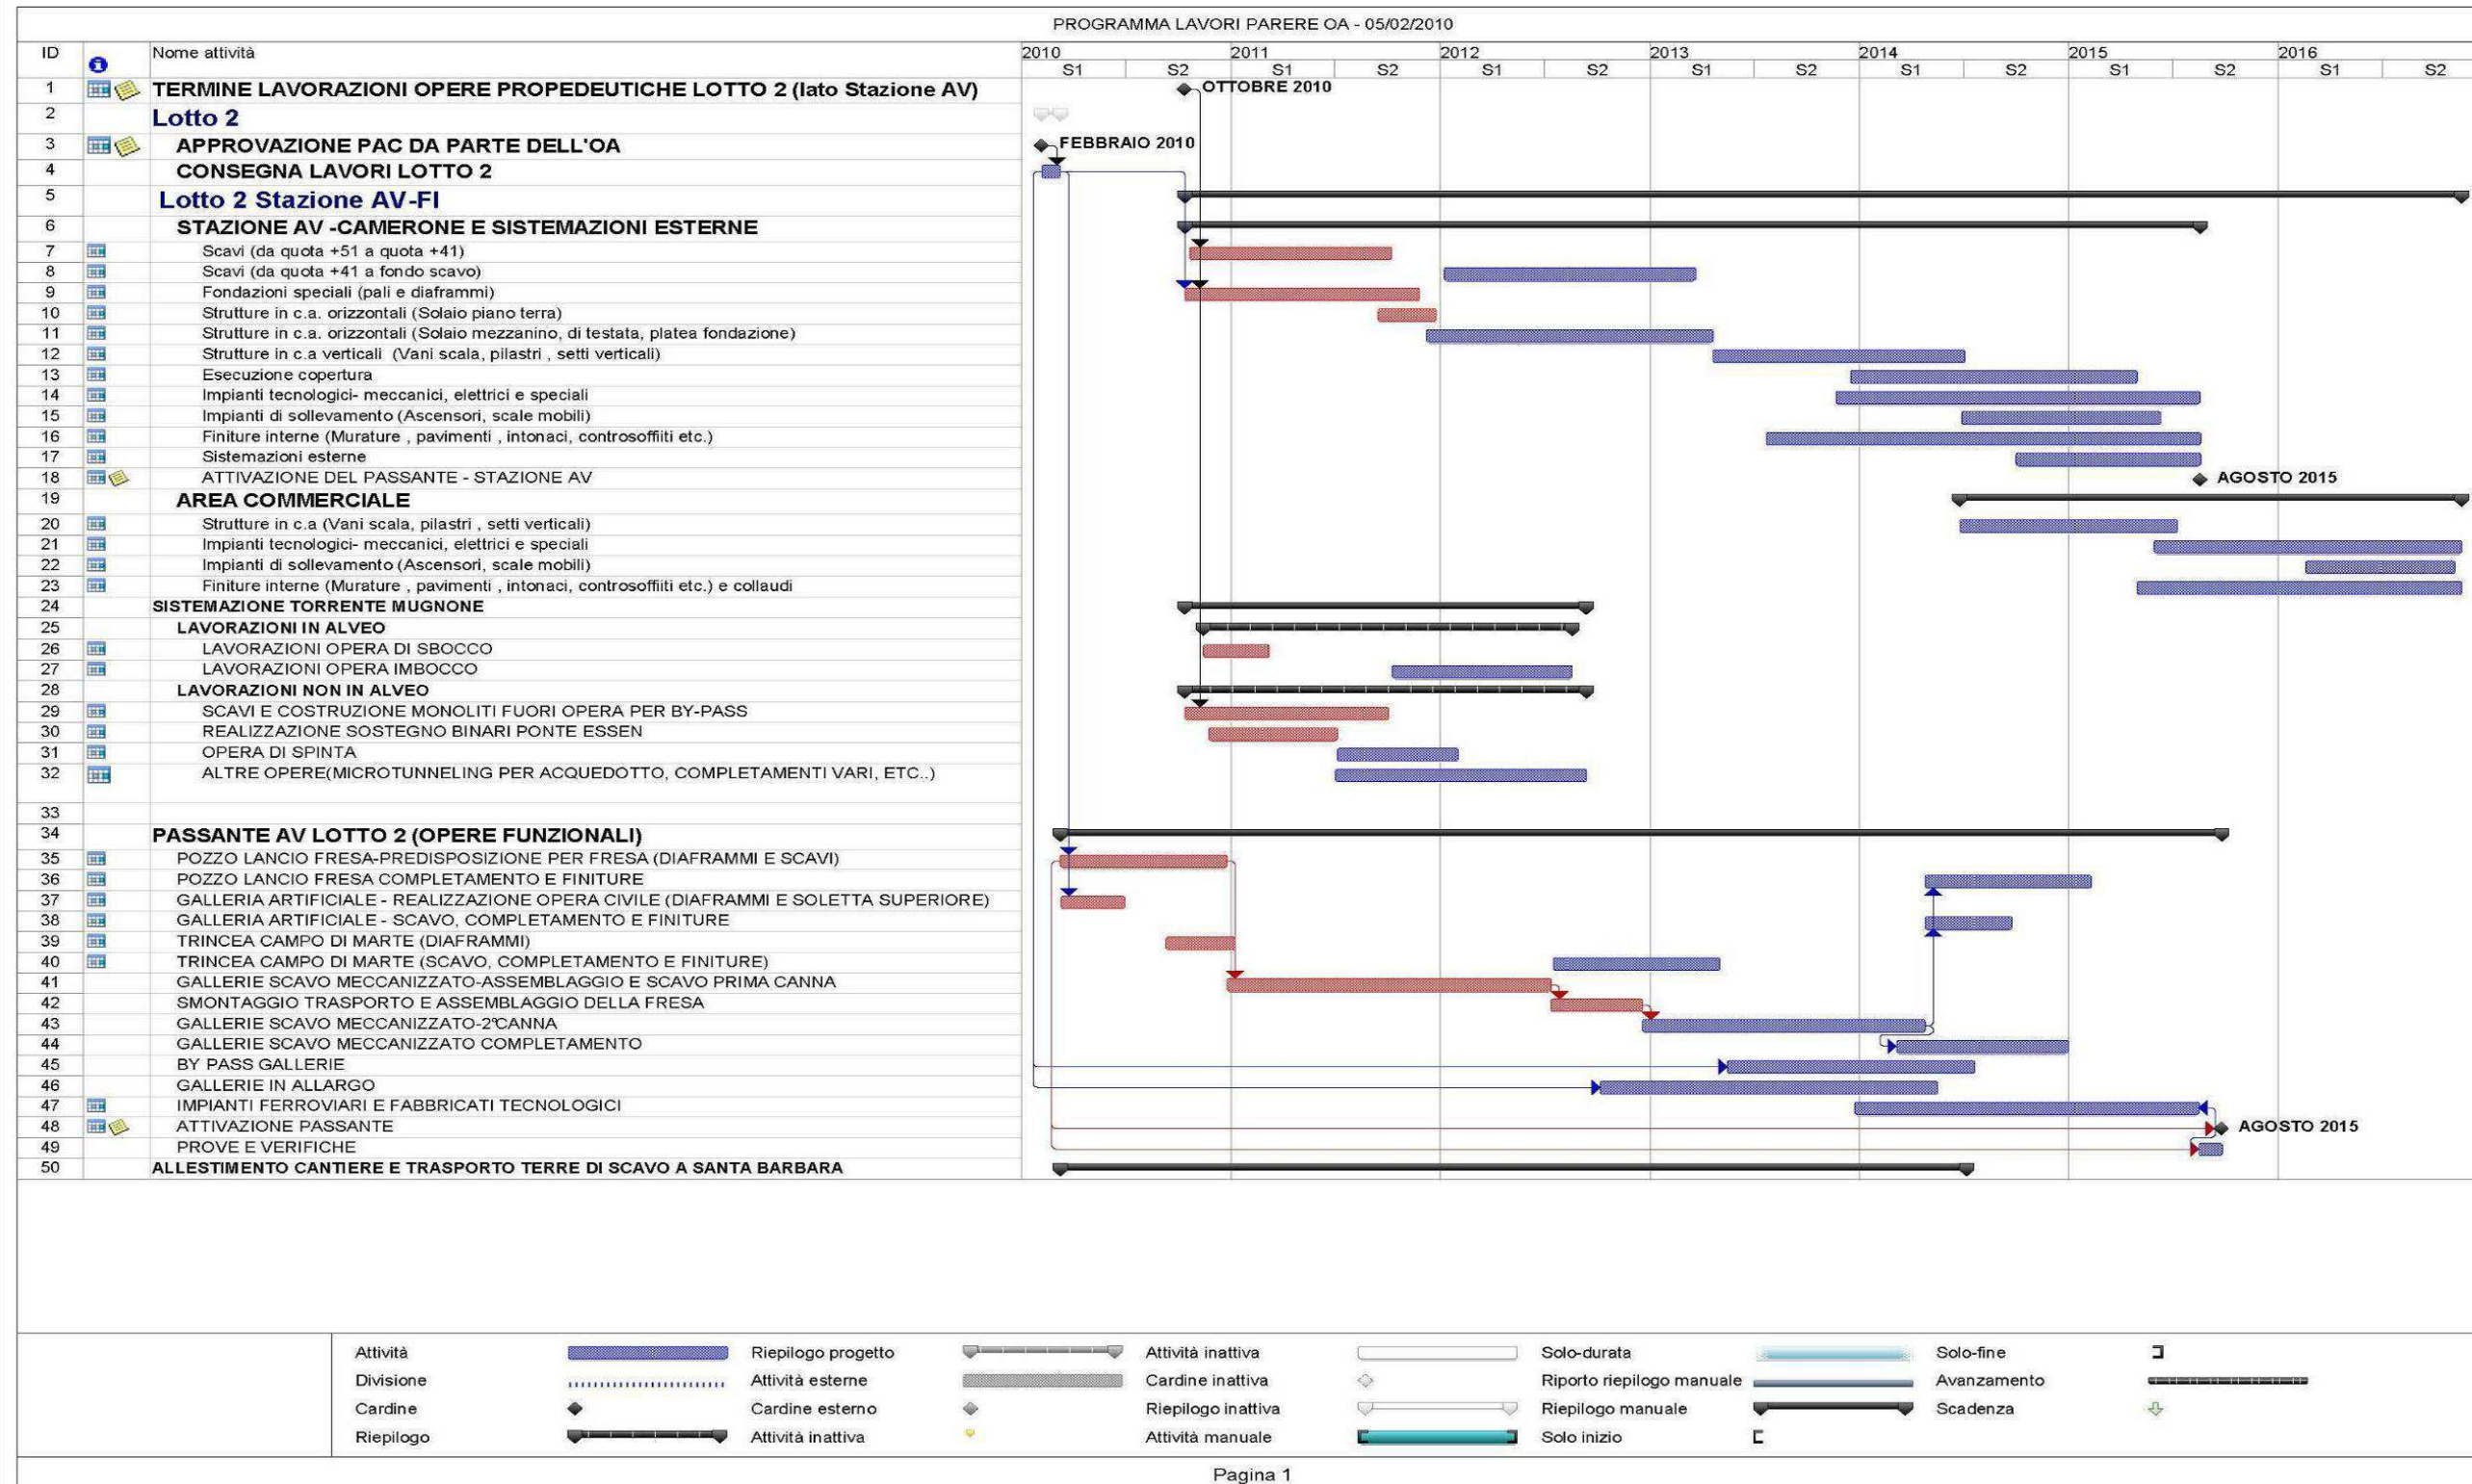 PROGRAMMA LAVORI PARERE OA - 05/02/2010
ID Nome attività 2010 2011 2012 2013 2014 2015 2016
S1 S2 S1 S2 S1 S2 S1 S2 S1 S2 S1 S2 S1 S2
1 TERMINE LAVORAZIONI OPERE PROPEDEUTICHE LOTTO 2 (lato Stazione AV) OTTOBRE 2010
2 Lotto 2
3 APPROVAZIONE PAC DA PARTE DELL'OA FEBBRAIO 2010
4 CONSEGNA LAVORI LOTTO 2
5 Lotto 2 Stazione AV-FI
6 STAZIONE AV -CAMERONE E SISTEMAZIONI ESTERNE
7 Scavi (da quota +51 a quota +41)
8 Scavi (da quota +41 a fondo scavo)
9 Fondazioni speciali (pali e diaframmi)
10 Strutture in c.a. orizzontali (Solaio piano terra)
11 Strutture in c.a. orizzontali (Solaio mezzanino, di testata, platea fondazione)
12 Strutture in c.a verticali (Vani scala, pilastri , setti verticali)
13 Esecuzione copertura
14 Impianti tecnologici- meccanici, elettrici e speciali
15 Impianti di sollevamento (Ascensori, scale mobili)
16 Finiture interne (Murature , pavimenti , intonaci, controsoffiiti etc.)
17 Sistemazioni esterne
18 ATTIVAZIONE DEL PASSANTE - STAZIONE AV AGOSTO 2015
19 AREA COMMERCIALE
20 Strutture in c.a (Vani scala, pilastri , setti verticali)
21 Impianti tecnologici- meccanici, elettrici e speciali
22 Impianti di sollevamento (Ascensori, scale mobili)
23 Finiture interne (Murature , pavimenti , intonaci, controsoffiiti etc.) e collaudi
24 SISTEMAZIONE TORRENTE MUGNONE
25 LAVORAZIONI IN ALVEO
26 LAVORAZIONI OPERA DI SBOCCO
27 LAVORAZIONI OPERA IMBOCCO
28 LAVORAZIONI NON IN ALVEO
29 SCAVI E COSTRUZIONE MONOLITI FUORI OPERA PER BY-PASS
30 REALIZZAZIONE SOSTEGNO BINARI PONTE ESSEN
31 OPERA DI SPINTA
32 ALTRE OPERE(MICROTUNNELING PER ACQUEDOTTO, COMPLETAMENTI VARI, ETC..)
33
34 PASSANTE AV LOTTO 2 (OPERE FUNZIONALI)
35 POZZO LANCIO FRESA-PREDISPOSIZIONE PER FRESA (DIAFRAMMI E SCAVI)
36 POZZO LANCIO FRESA COMPLETAMENTO E FINITURE
37 GALLERIA ARTIFICIALE - REALIZZAZIONE OPERA CIVILE (DIAFRAMMI E SOLETTA SUPERIORE)
38 GALLERIA ARTIFICIALE - SCAVO, COMPLETAMENTO E FINITURE
39 TRINCEA CAMPO DI MARTE (DIAFRAMMI)
40 TRINCEA CAMPO DI MARTE (SCAVO, COMPLETAMENTO E FINITURE)
41 GALLERIE SCAVO MECCANIZZATO-ASSEMBLAGGIO E SCAVO PRIMA CANNA
42 SMONTAGGIO TRASPORTO E ASSEMBLAGGIO DELLA FRESA
43 GALLERIE SCAVO MECCANIZZATO-2°CANNA
44 GALLERIE SCAVO MECCANIZZATO COMPLETAMENTO
45 BY PASS GALLERIE
46 GALLERIE IN ALLARGO
47 IMPIANTI FERROVIARI E FABBRICATI TECNOLOGICI
48 ATTIVAZIONE PASSANTE AGOSTO 2015
49 PROVE E VERIFICHE
50 ALLESTIMENTO CANTIERE E TRASPORTO TERRE DI SCAVO A SANTA BARBARA
Attività Riepilogo progetto Attività inattiva Solo-durata Solo-fine
Divisione Attività esterne Cardine inattiva Riporto riepilogo manuale Avanzamento
Cardine Cardine esterno Riepilogo inattiva Riepilogo manuale Scadenza
Riepilogo Attività inattiva Attività manuale Solo inizio
Pagina 1